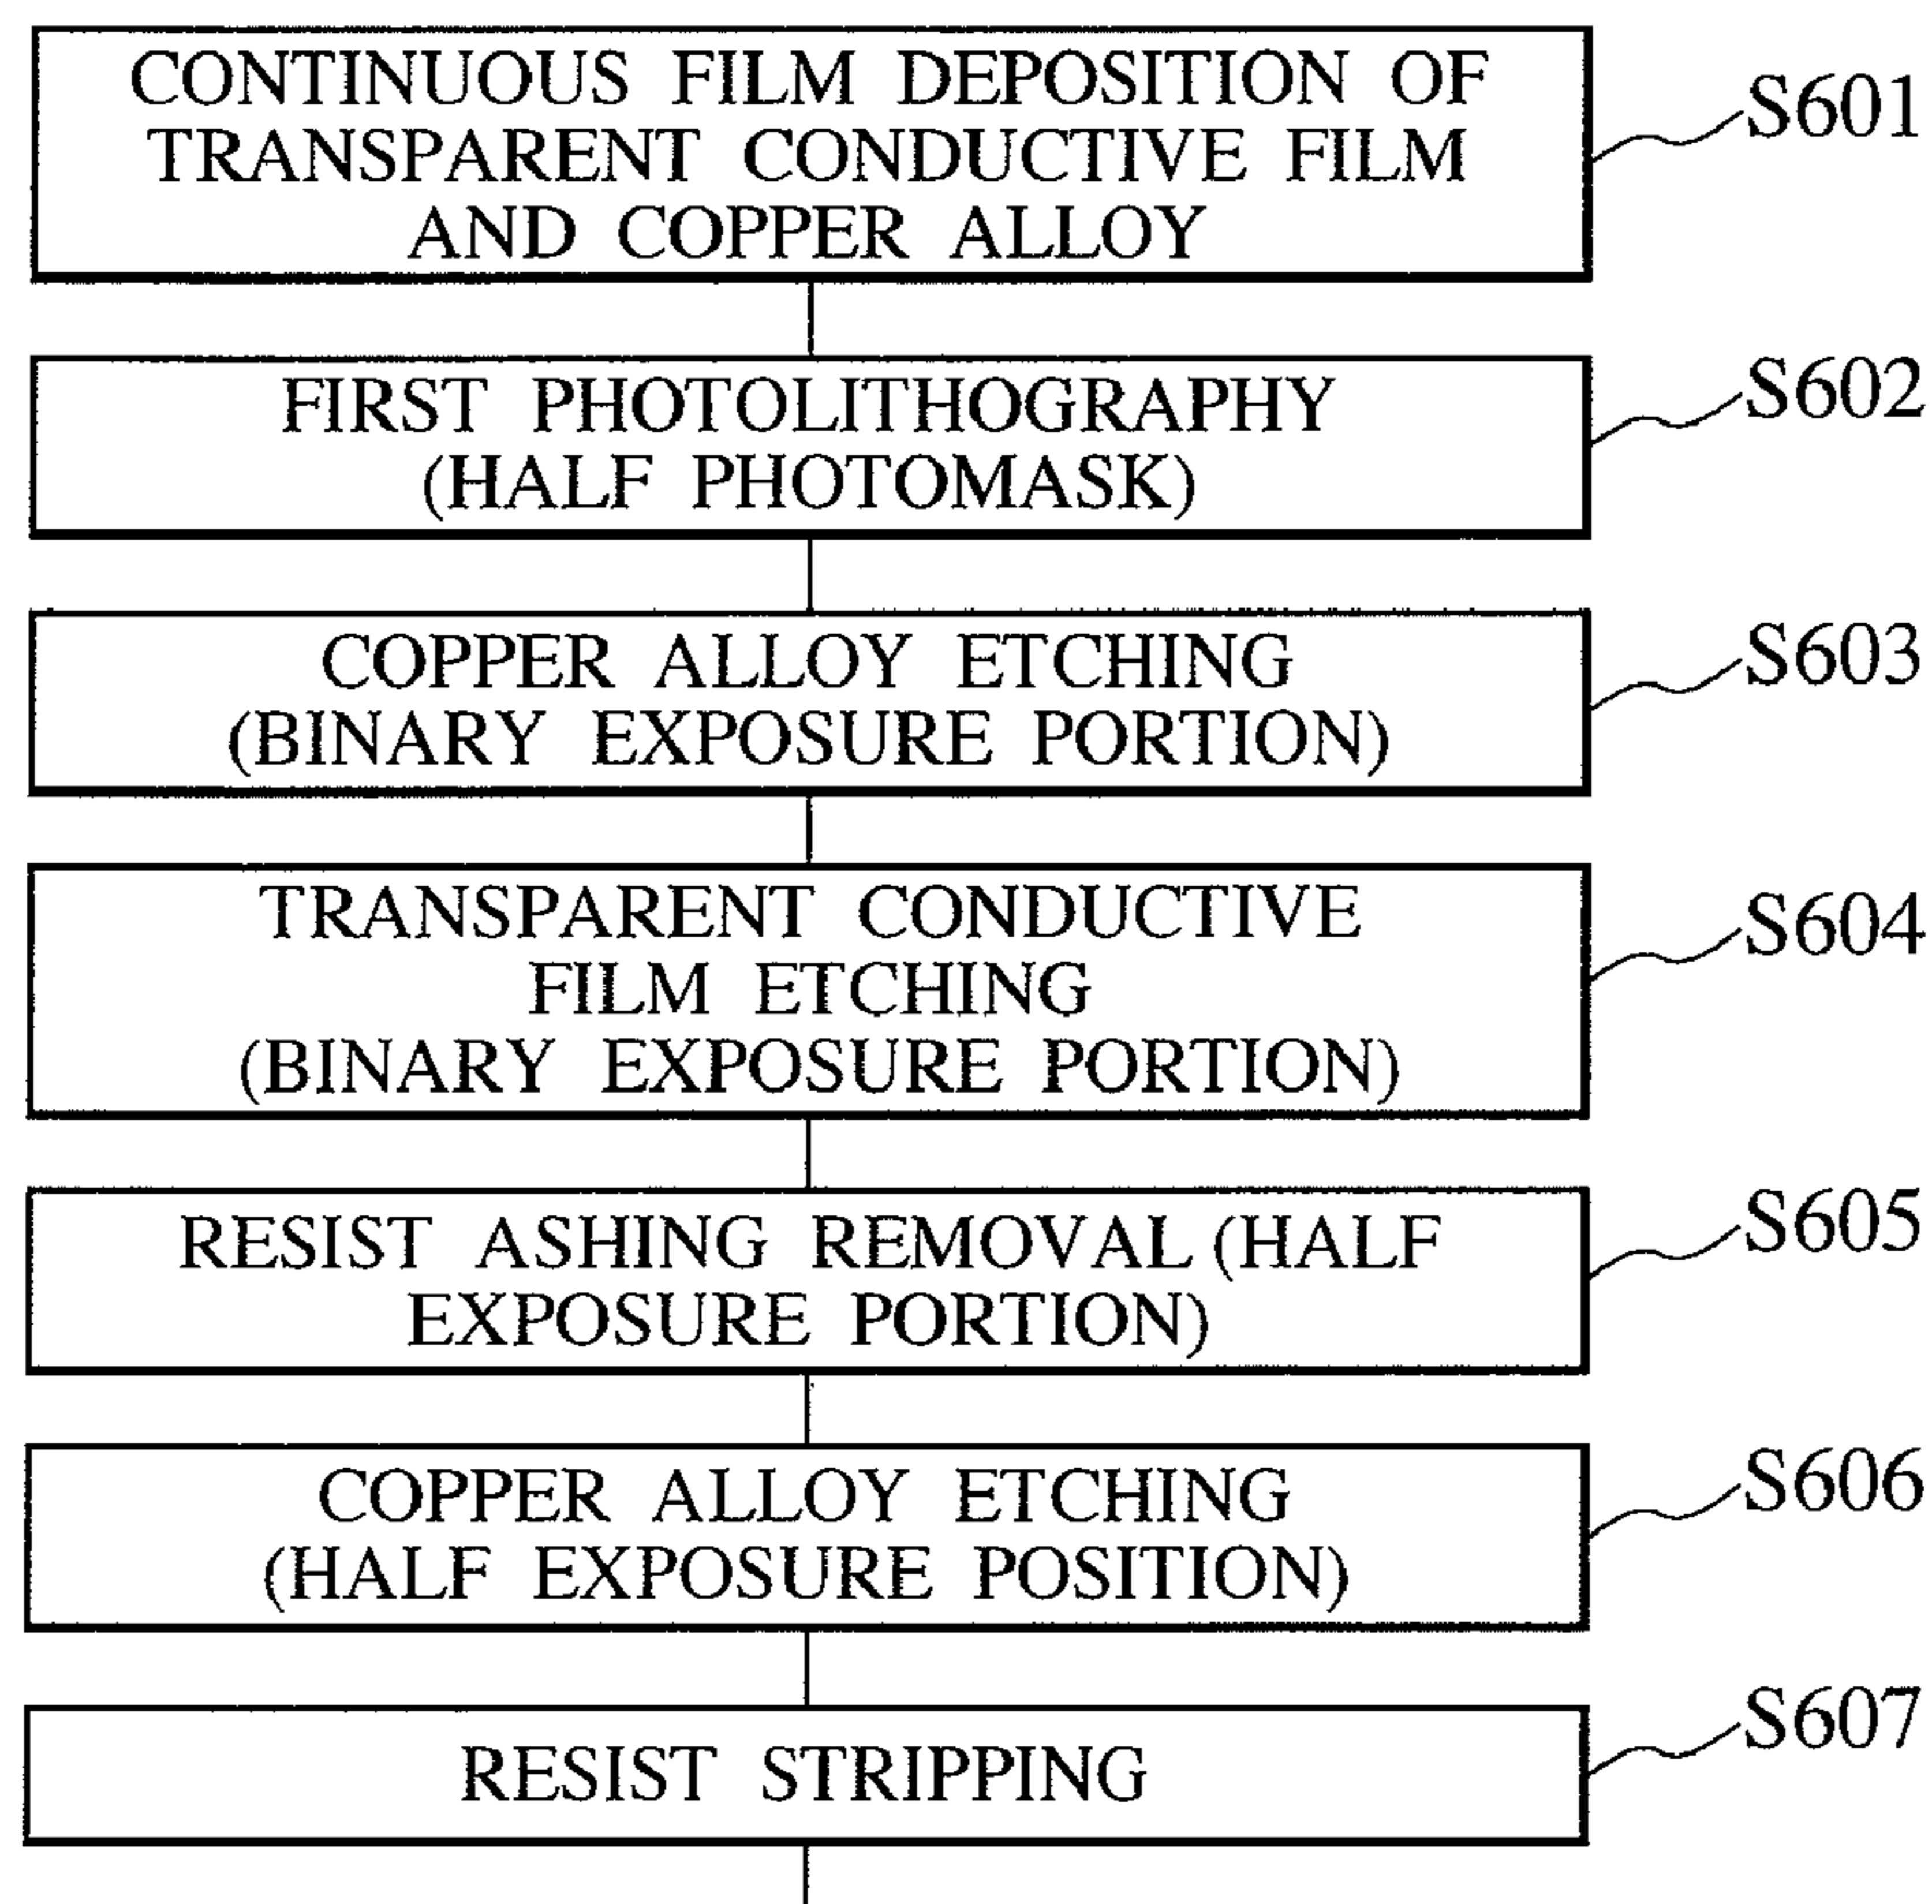 CONTINUOUS FILM DEPOSITION OF
TRANSPARENT CONDUCTIVE FILM
AND COPPER ALLOY
S601
FIRST PHOTOLITHOGRAPHY
(HALF PHOTOMASK)
S602
COPPER ALLOY ETCHING
(BINARY EXPOSURE PORTION)
S603
TRANSPARENT CONDUCTIVE
FILM ETCHING
(BINARY EXPOSURE PORTION)
S604
RESIST ASHING REMOVAL (HALF
EXPOSURE PORTION)
S605
COPPER ALLOY ETCHING
(HALF EXPOSURE POSITION)
S606
RESIST STRIPPING
S607